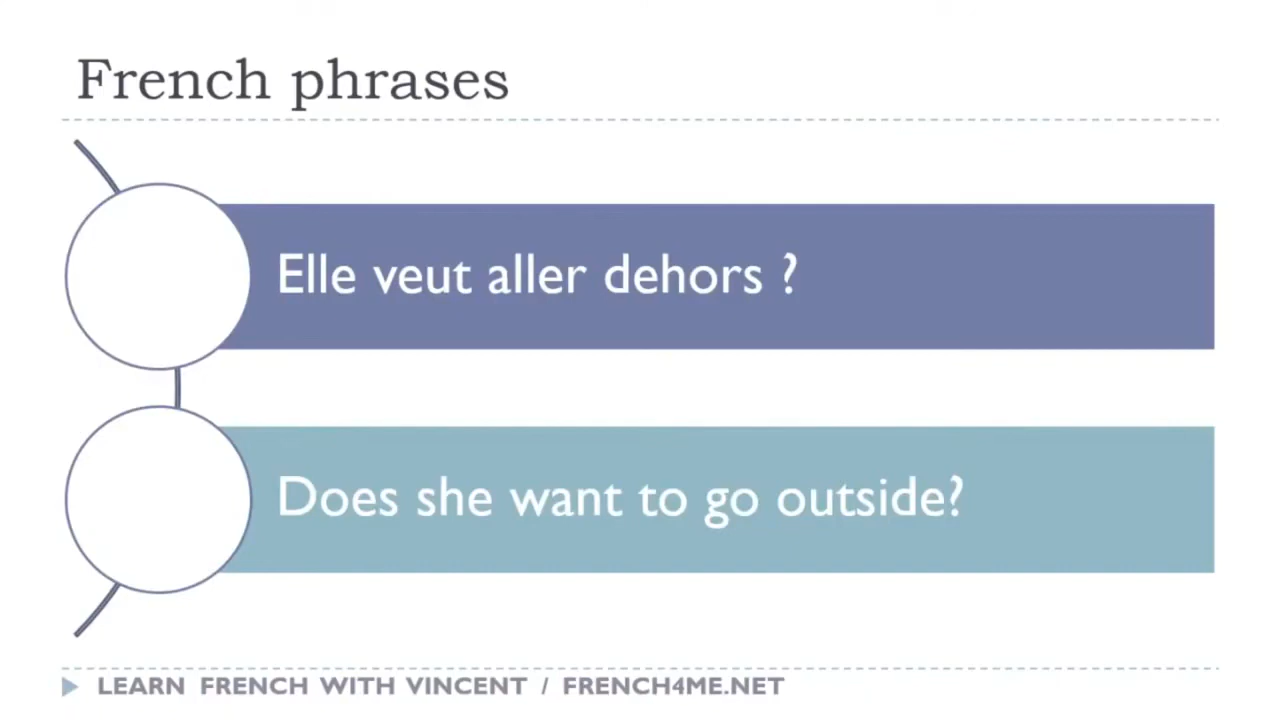 French phrases
Elle veut aller dehors ?
Does she want to go outside?
LEARN FRENCH WITH VINCENT / FRENCH4ME.NET